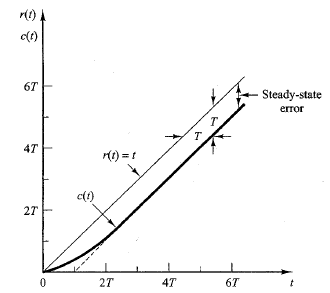 r(t)
c(t)
6T
Steady-state
error
T
T
4T
r(t) = t
c(t)
2T
0
2T
4T
6T
t